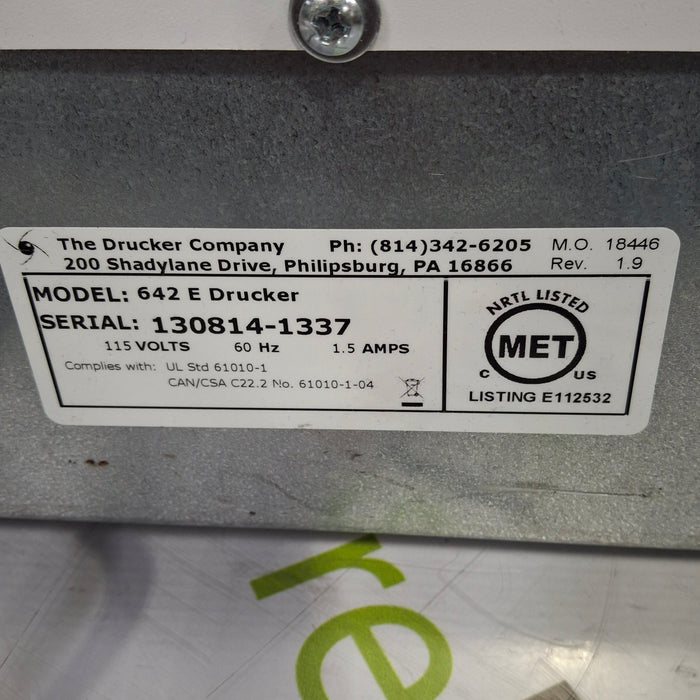 The Drucker Company Ph: (814)342-6205 M.O. 18446
200 Shadylane Drive, Philipsburg, PA 16866 Rev. 1.9
MODEL: 642 E Drucker
SERIAL: 130814-1337
115 VOLTS 60 Hz 1.5 AMPS
Complies with: UL Std 61010-1
CAN/CSA C22.2 No. 61010-1-04
NRTL LISTED
MET
C US
LISTING E112532
re